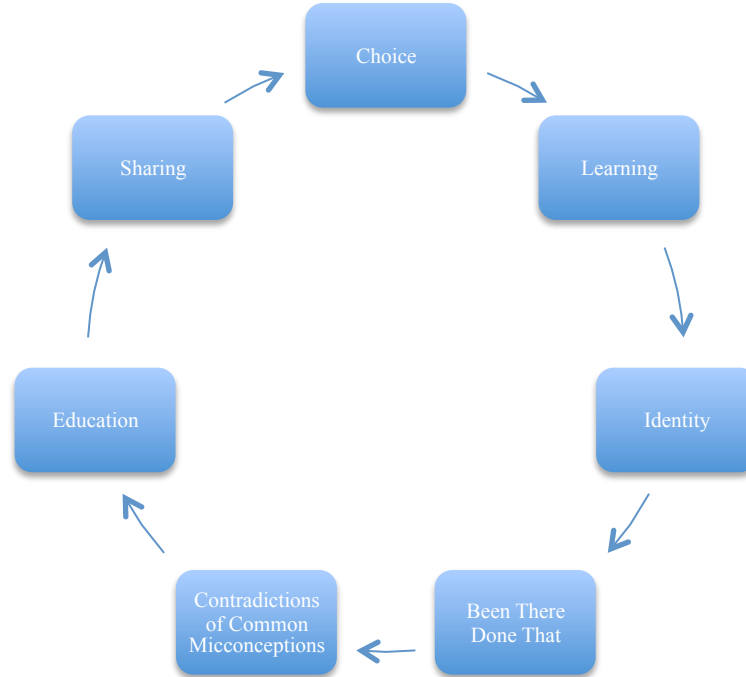 Choice
Learning
Identity
Been There
Done That
Contradictions
of Common
Micconceptions
Education
Sharing